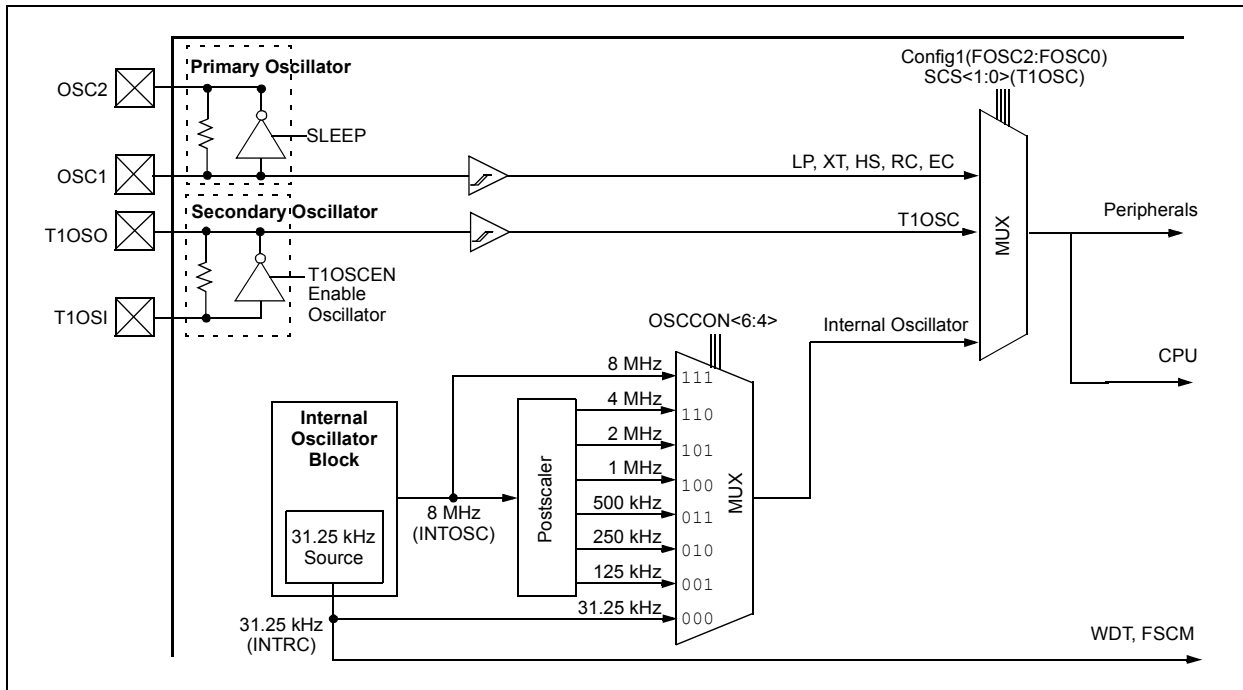 Primary Oscillator
OSC2
SLEEP
OSC1
Secondary Oscillator
T1OSO
T1OSCEN
Enable
Oscillator
T1OSI
Config1(FOSC2:FOSC0)
SCS<1:0>(T1OSC)
LP, XT, HS, RC, EC
T1OSC
Internal Oscillator
MUX
Peripherals
CPU
OSCCON<6:4>
Internal
Oscillator
Block
31.25 kHz
Source
8 MHz
(INTOSC)
31.25 kHz
(INTRC)
Postscaler
8 MHz
111
4 MHz
110
2 MHz
101
1 MHz
100
500 kHz
011
250 kHz
010
125 kHz
001
31.25 kHz
000
MUX
WDT, FSCM